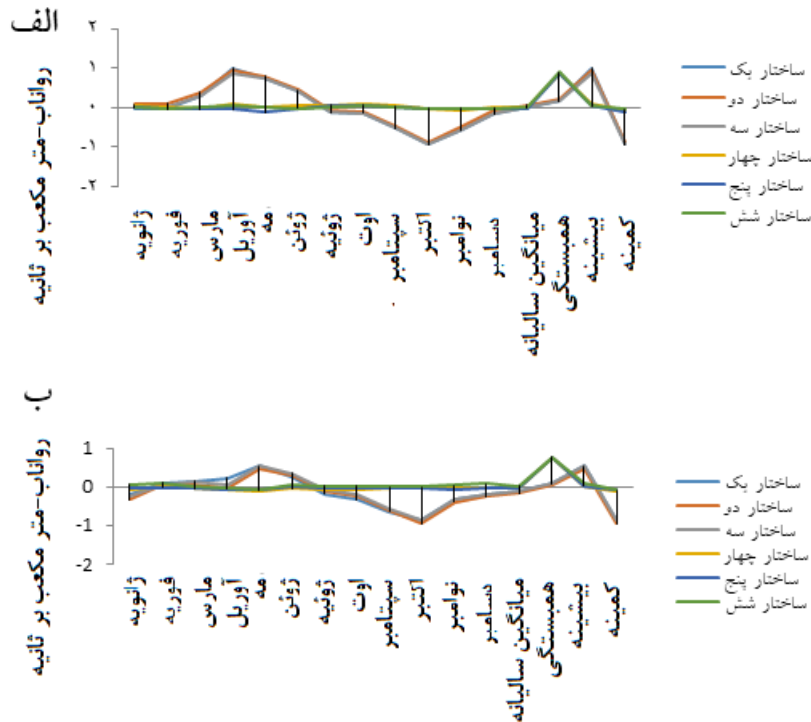 الف
رواناب-متر مکعب بر ثانیه
۲
1
۰
-1
-۲
ژانویه
فوریه
مارس
آوریل
مه
ژوئن
ژوئیه
اوت
سپتامبر
اکتبر
نوامبر
دسامبر
میانگین سالیانه
همبستگی
بیشینه
کمینه
ساختار یک
ساختار دو
ساختار سه
ساختار چهار
ساختار پنج
ساختار شش
ب
رواناب-متر مکعب بر ثانیه
1
0
-1
-2
ژانویه
فوریه
مارس
آوریل
مه
ژوئن
ژوئیه
اوت
سپتامبر
اکتبر
نوامبر
دسامبر
میانگین سالیانه
همبستگی
بیشینه
کمینه
ساختار یک
ساختار دو
ساختار سه
ساختار چهار
ساختار پنج
ساختار شش